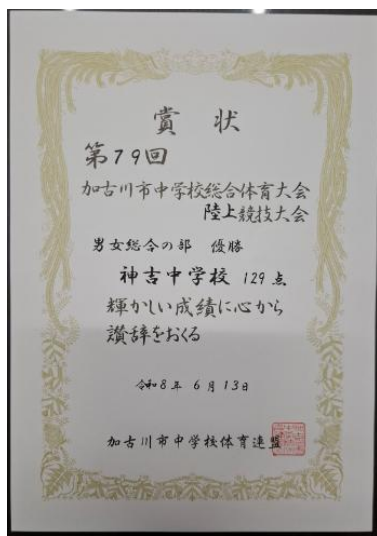 賞状
第79回
加古川市中学校総合体育大会
陸上競技大会
男女総合の部 優勝
神吉中学校 129点
輝かしい成績に心から
讃辞をおくる
令和8年 6月13日
加古川市中学校体育連盟